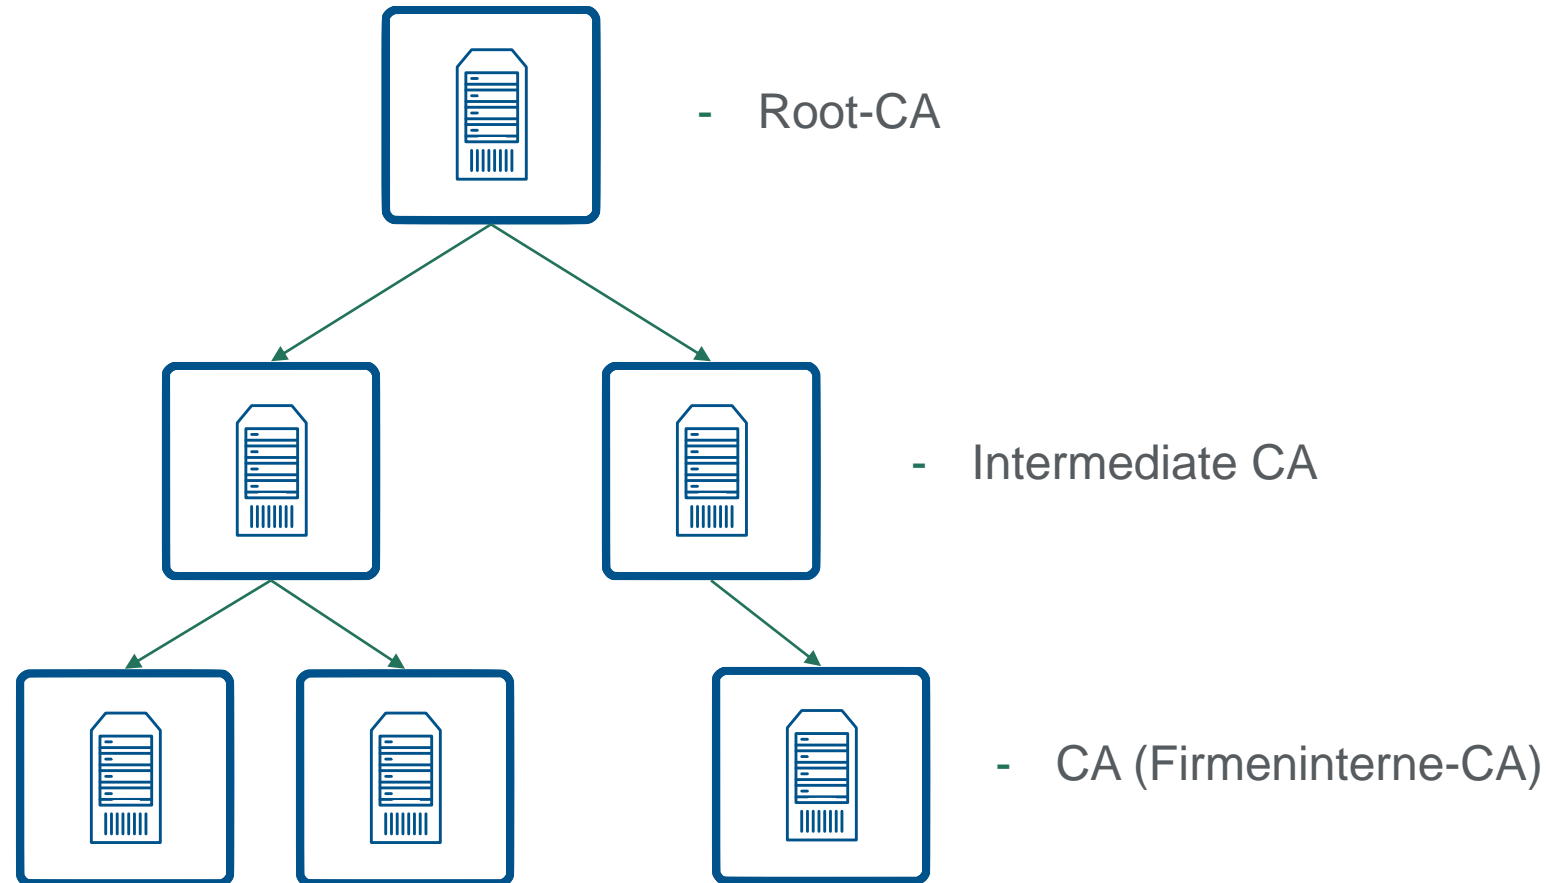 - Root-CA
- Intermediate CA
- CA (Firmeninterne-CA)